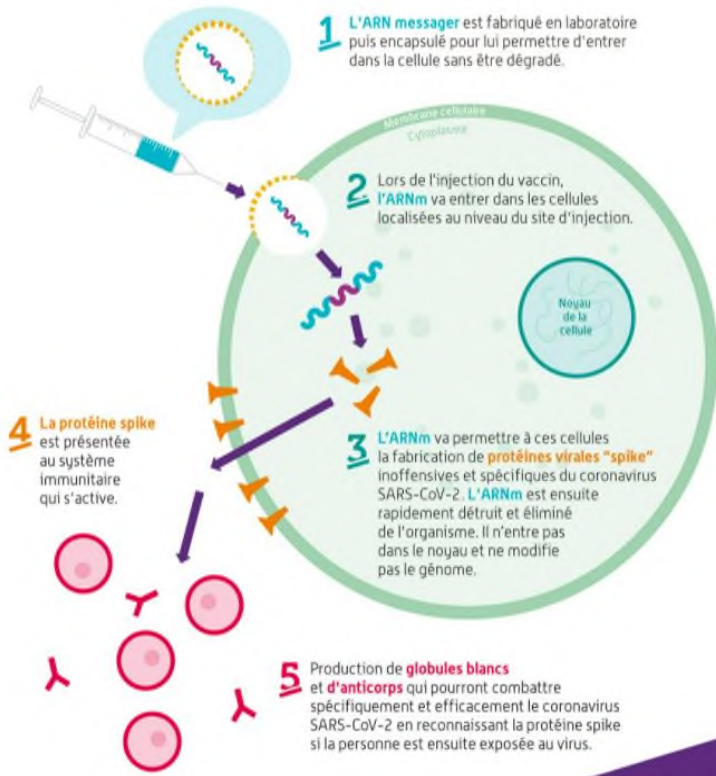 1 L'ARN messager est fabriqué en laboratoire
puis encapsulé pour lui permettre d'entrer
dans la cellule sans être dégradé.
Membrane cellulaire
Cytoplasme
2 Lors de l'injection du vaccin,
l'ARNm va entrer dans les cellules
localisées au niveau du site d'injection.
Noyau
de la
cellule
3 L'ARNm va permettre à ces cellules
la fabrication de protéines virales "spike"
inoffensives et spécifiques du coronavirus
SARS-CoV-2. L'ARNm est ensuite
rapidement détruit et éliminé
de l'organisme. Il n'entre pas
dans le noyau et ne modifie
pas le génome.
4 La protéine spike
est présentée
au système
immunitaire
qui s'active.
5 Production de globules blancs
et d'anticorps qui pourront combattre
spécifiquement et efficacement le coronavirus
SARS-CoV-2 en reconnaissant la protéine spike
si la personne est ensuite exposée au virus.